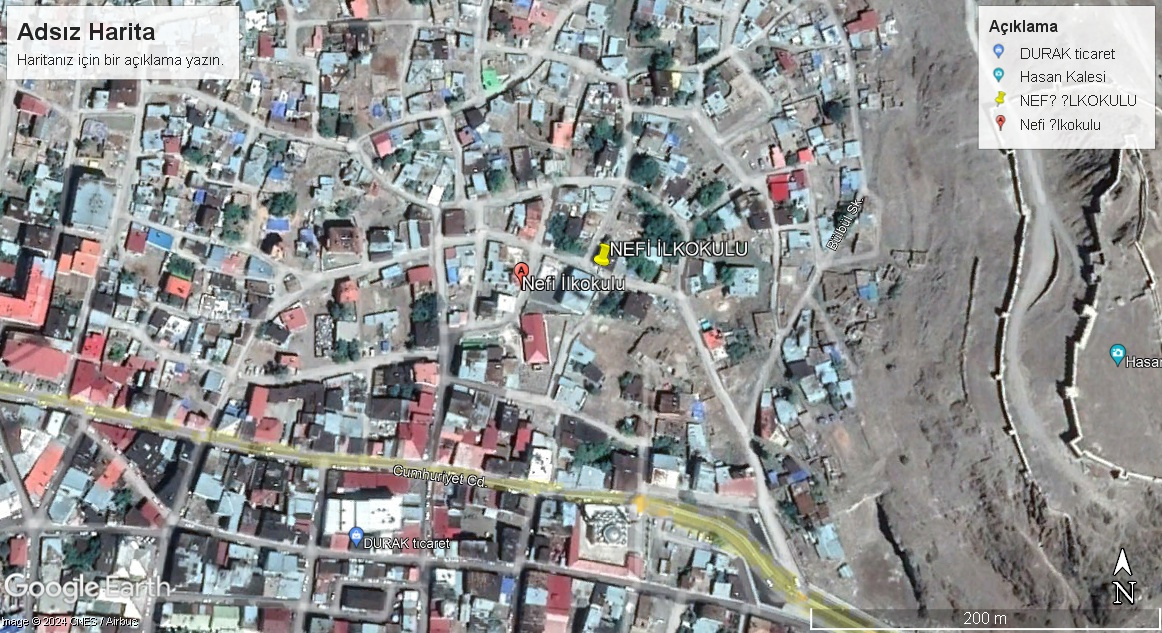 Adsız Harita
Haritanız için bir açıklama yazın.
Açıklama
DURAK ticaret
Hasan Kalesi
NEF? ?LKOKULU
Nefi ?lkokulu
Bülbül Sk.
NEFİ İLKOKULU
Nefi İlkokulu
Hasan
Cumhuriyet Cd.
DURAK ticaret
Google Earth
Image © 2024 CNES / Airbus
N
200 m
A